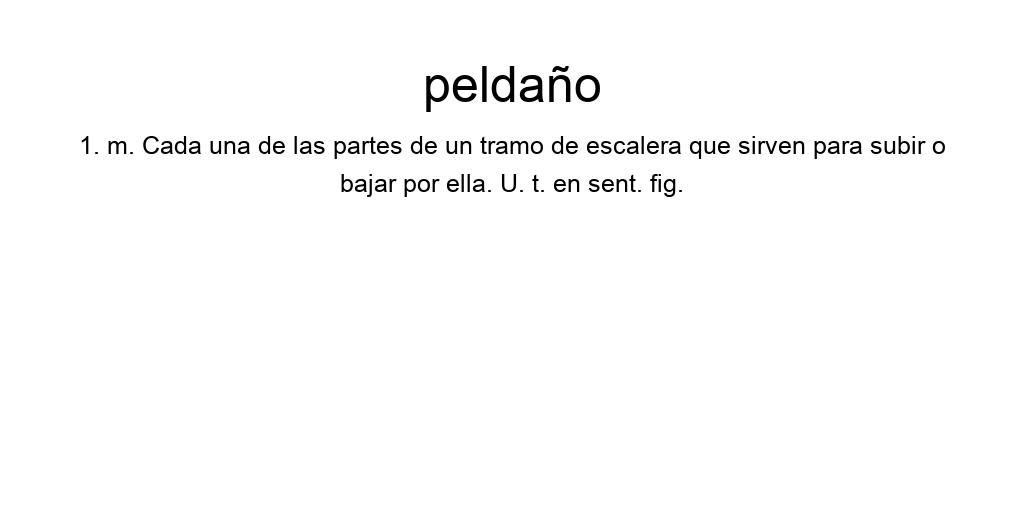 peldaño
1. m. Cada una de las partes de un tramo de escalera que sirven para subir o
bajar por ella. U. t. en sent. fig.